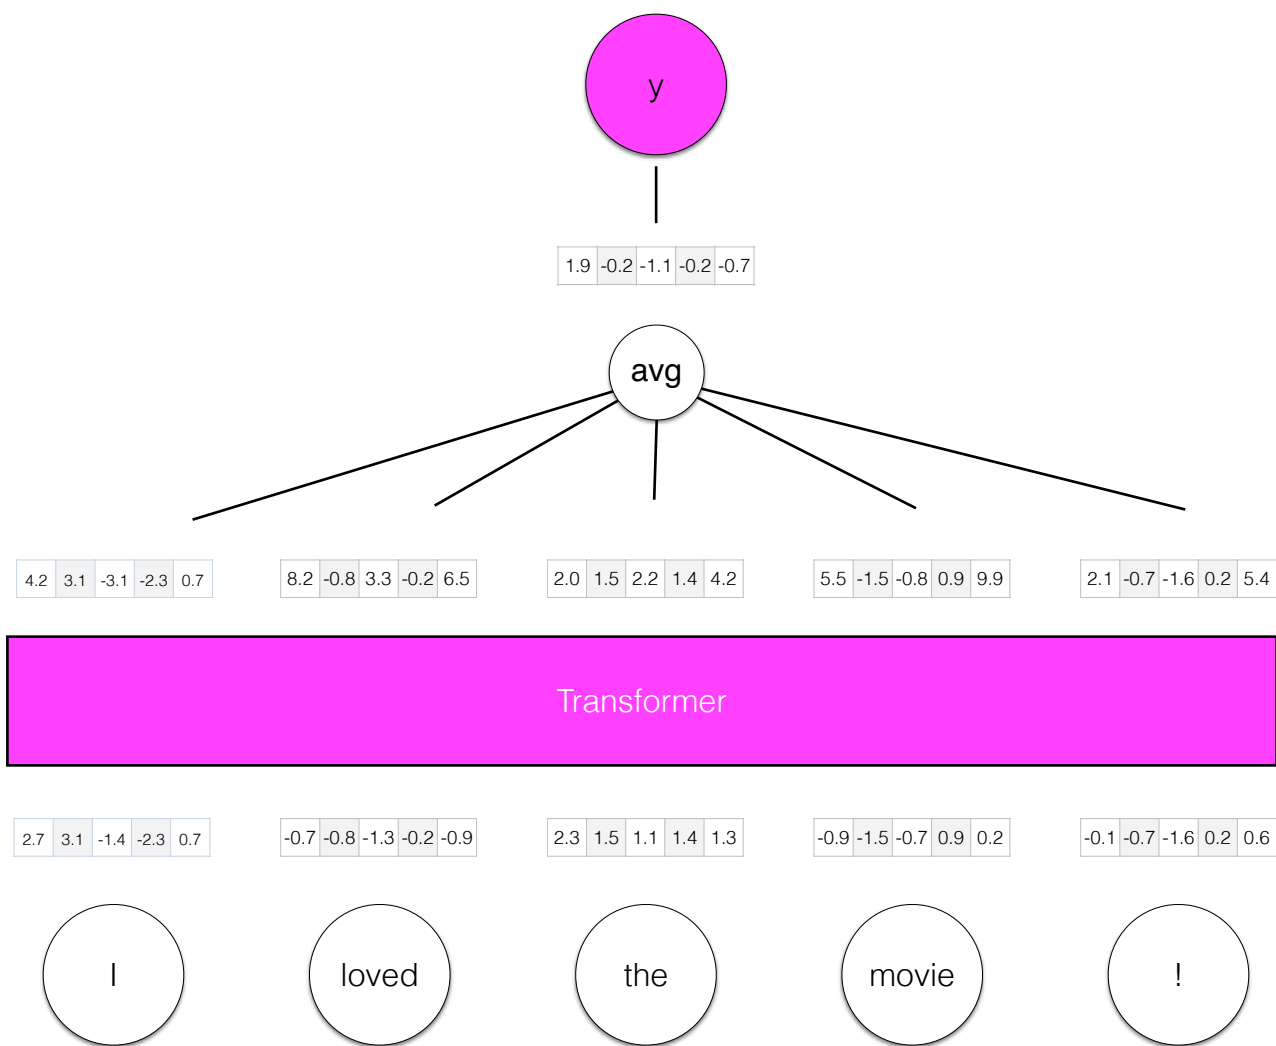 y
1.9 -0.2 -1.1 -0.2 -0.7
avg
4.2 3.1 -3.1 -2.3 0.7
8.2 -0.8 3.3 -0.2 6.5
2.0 1.5 2.2 1.4 4.2
5.5 -1.5 -0.8 0.9 9.9
2.1 -0.7 -1.6 0.2 5.4
Transformer
2.7 3.1 -1.4 -2.3 0.7
-0.7 -0.8 -1.3 -0.2 -0.9
2.3 1.5 1.1 1.4 1.3
-0.9 -1.5 -0.7 0.9 0.2
-0.1 -0.7 -1.6 0.2 0.6
I
loved
the
movie
!